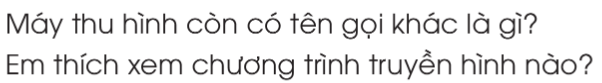 Máy thu hình còn có tên gọi khác là gì?
Em thích xem chương trình truyền hình nào?